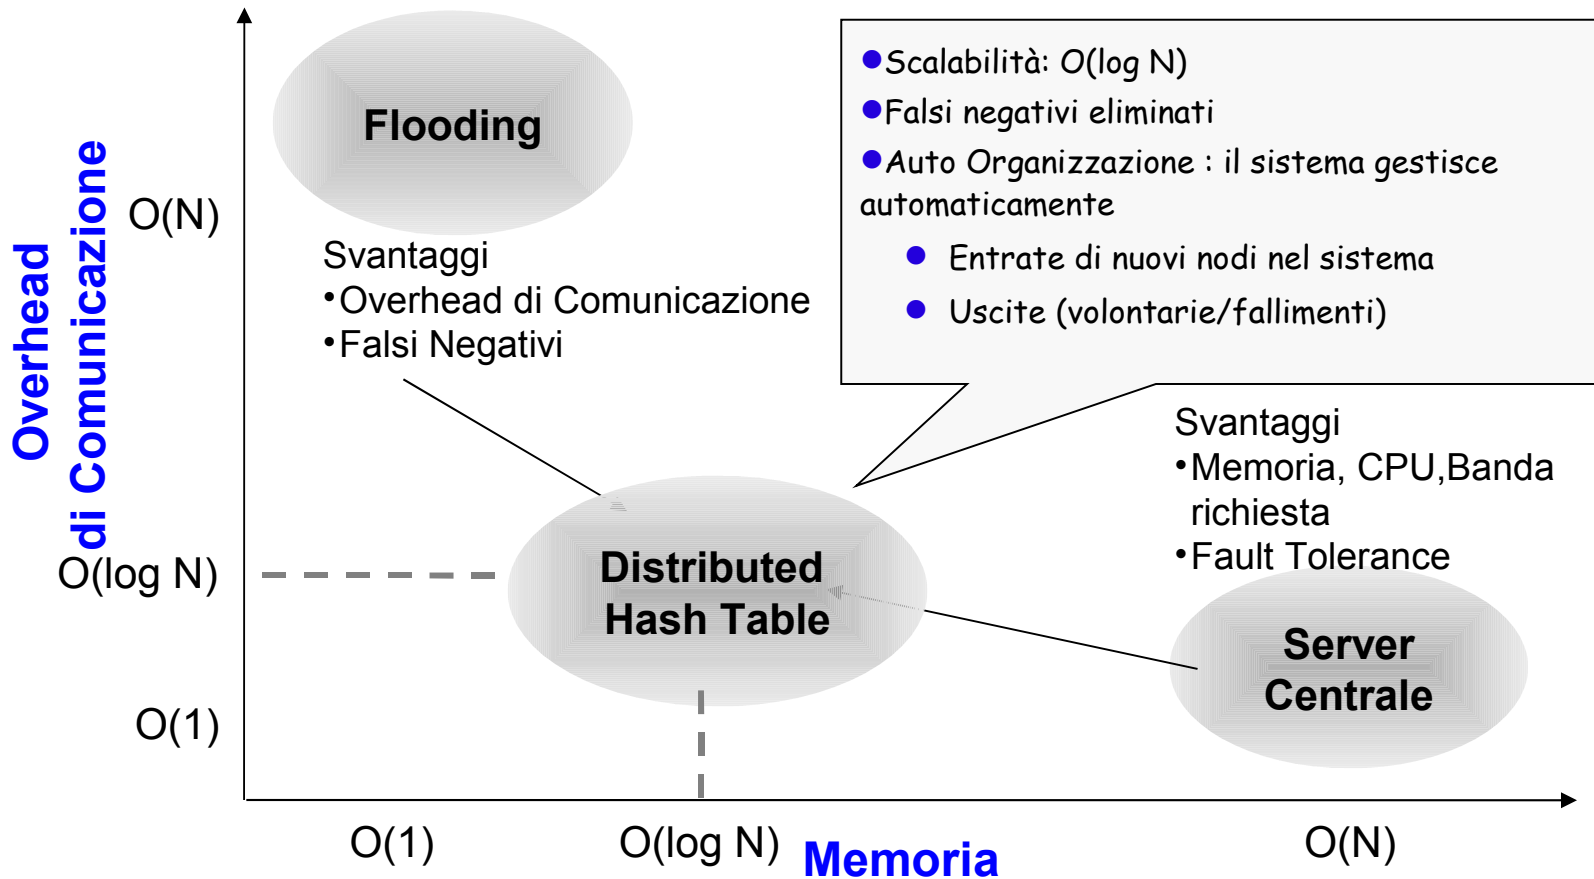 Overhead
di Comunicazione
O(N)
O(log N)
O(1)
Flooding
Svantaggi
•Overhead di Comunicazione
•Falsi Negativi
●Scalabilità: O(log N)
●Falsi negativi eliminati
●Auto Organizzazione : il sistema gestisce
automaticamente
● Entrate di nuovi nodi nel sistema
● Uscite (volontarie/fallimenti)
Svantaggi
•Memoria, CPU,Banda
richiesta
•Fault Tolerance
Distributed
Hash Table
Server
Centrale
O(1)
O(log N)
Memoria
O(N)